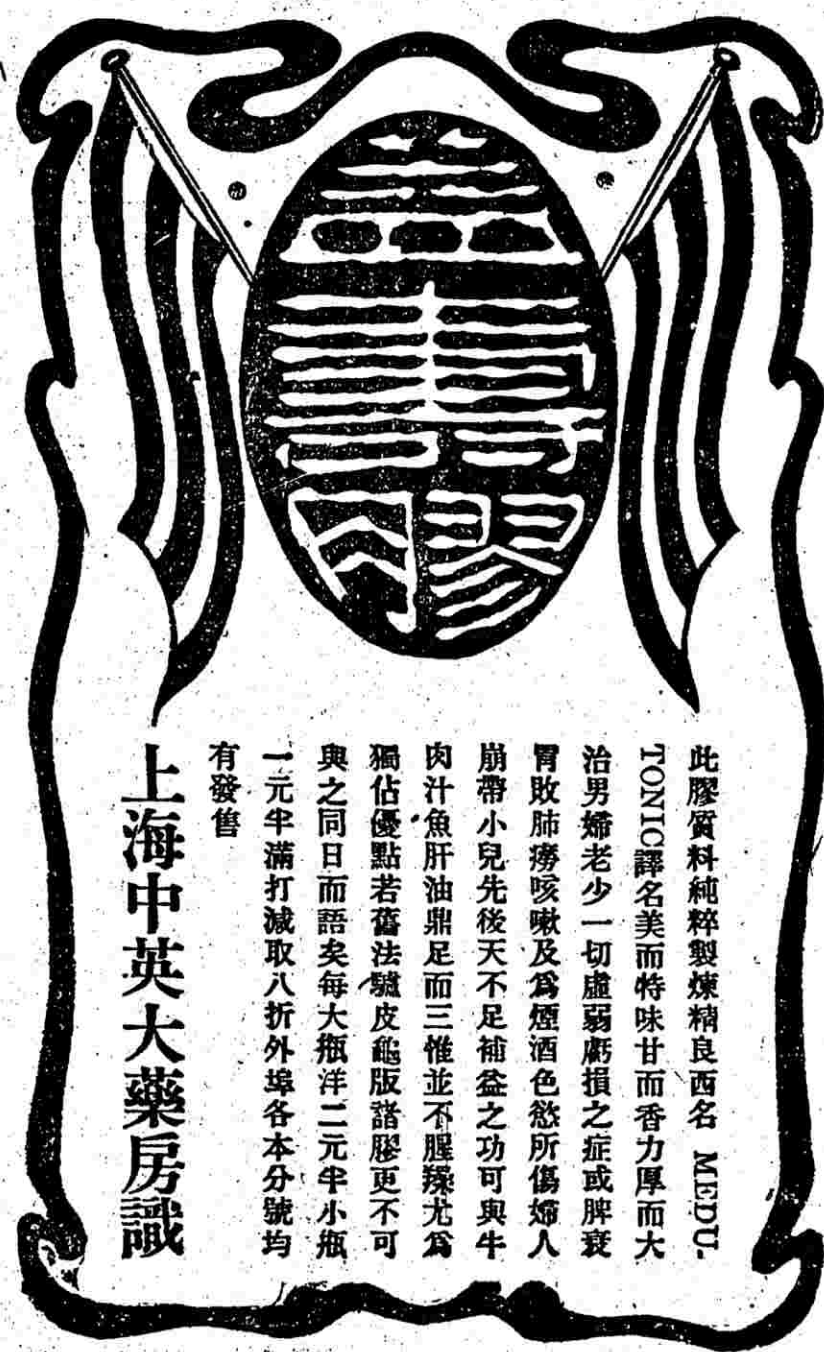 益壽膠
此膠質料純粹製煉精良西名 MEDU-
TONIC譯名美而特味甘而香力厚而大
治男婦老少一切虛弱虧損之症或脾衰
胃敗肺癆咳嗽及爲煙酒色慾所傷婦人
崩帶小兒先後天不足補益之功可與牛
肉汁魚肝油鼎足而三惟並不腥臊尤爲
獨佔優點若舊法驢皮龜版諸膠更不可
與之同日而語矣每大瓶洋二元半小瓶
一元半滿打減取八折外埠各本分號均
有發售
上海中英大藥房識